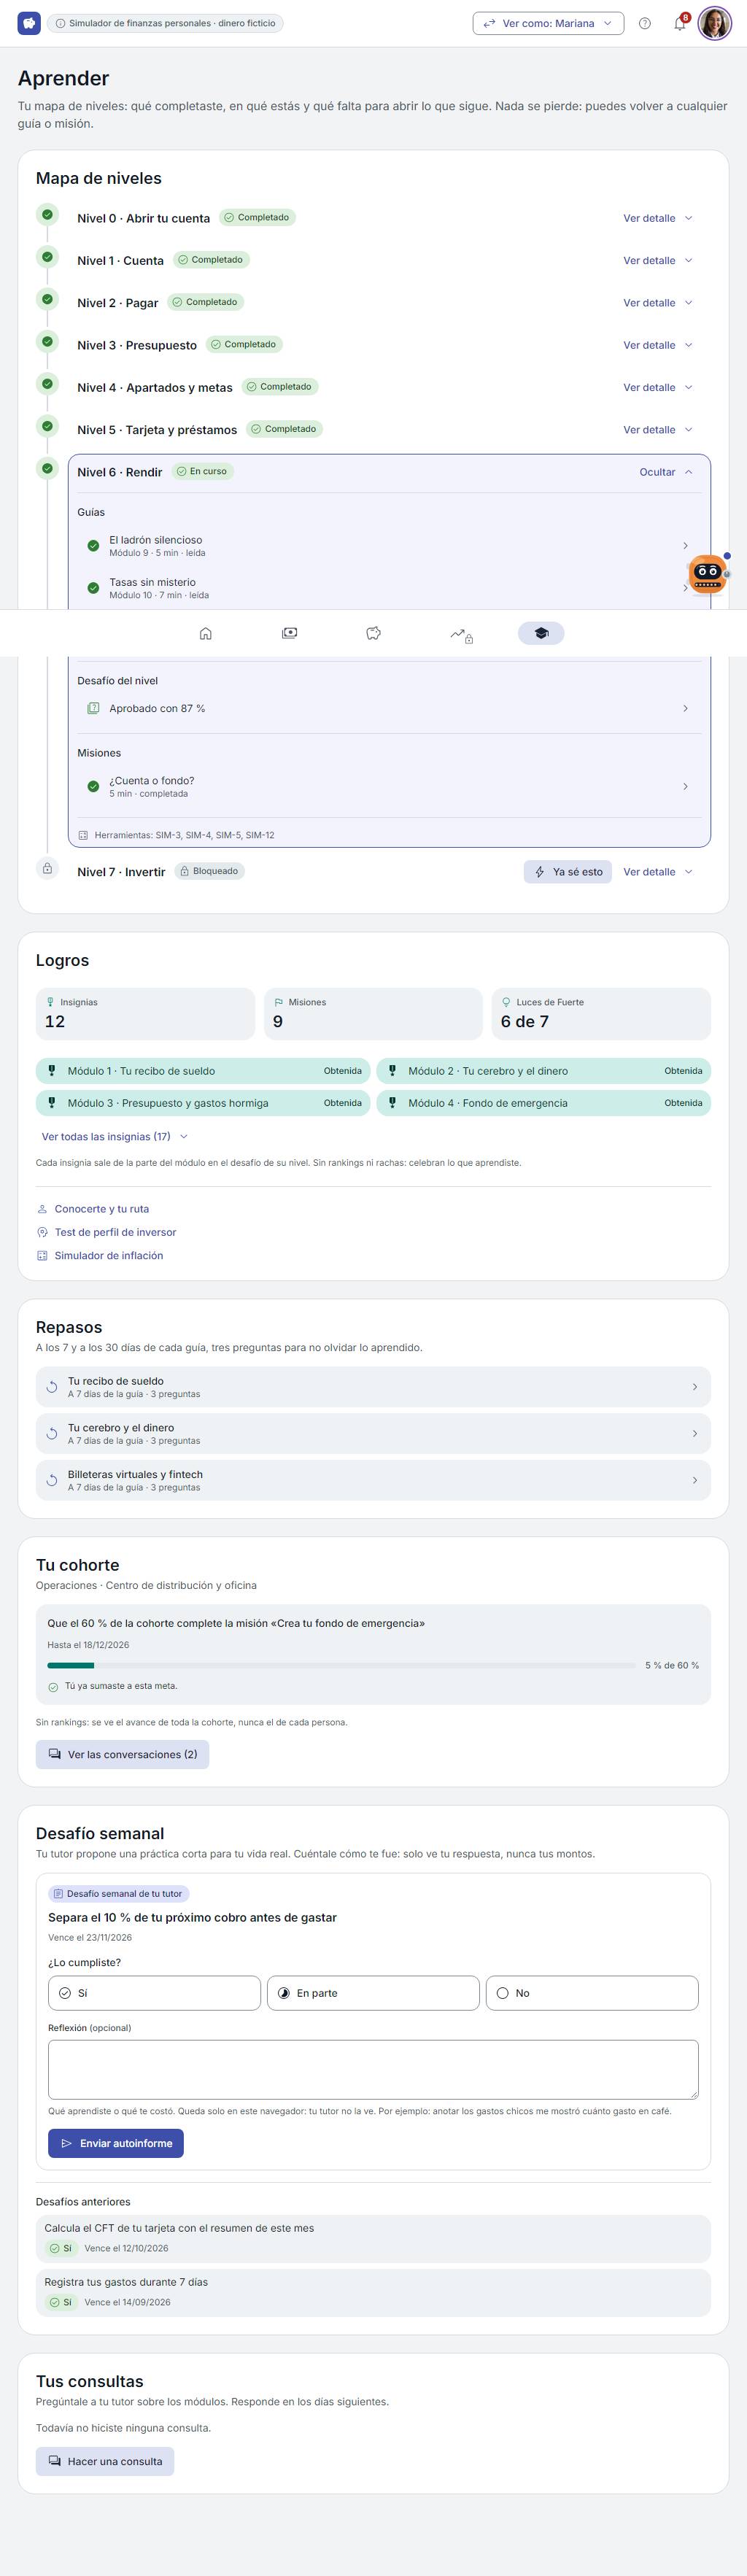 Simulador de finanzas personales · dinero ficticio
Ver como: Mariana
8
Aprender
Tu mapa de niveles: qué completaste, en qué estás y qué falta para abrir lo que sigue. Nada se pierde: puedes volver a cualquier
guía o misión.
Mapa de niveles
Nivel 0 · Abrir tu cuenta Completado Ver detalle
Nivel 1 · Cuenta Completado Ver detalle
Nivel 2 · Pagar Completado Ver detalle
Nivel 3 · Presupuesto Completado Ver detalle
Nivel 4 · Apartados y metas Completado Ver detalle
Nivel 5 · Tarjeta y préstamos Completado Ver detalle
Nivel 6 · Rendir En curso Ocultar
Guías
El ladrón silencioso
Módulo 9 · 5 min · leida
Tasas sin misterio
Módulo 10 · 7 min · leída
Desafío del nivel
Aprobado con 87 %
Misiones
¿Cuenta o fondo?
5 min · completada
Herramientas: SIM-3, SIM-4, SIM-5, SIM-12
Nivel 7 · Invertir Bloqueado Ya sé esto Ver detalle
Logros
Insignias Misiones Luces de Fuerte
12 9 6 de 7
Módulo 1 · Tu recibo de sueldo Obtenida Módulo 2 · Tu cerebro y el dinero Obtenida
Módulo 3 · Presupuesto y gastos hormiga Obtenida Módulo 4 · Fondo de emergencia Obtenida
Ver todas las insignias (17)
Cada insignia sale de la parte del módulo en el desafío de su nivel. Sin rankings ni rachas: celebran lo que aprendiste.
Conocerte y tu ruta
Test de perfil de inversor
Simulador de inflación
Repasos
A los 7 y a los 30 días de cada guía, tres preguntas para no olvidar lo aprendido.
Tu recibo de sueldo
A 7 días de la guía · 3 preguntas
Tu cerebro y el dinero
A 7 días de la guía · 3 preguntas
Billeteras virtuales y fintech
A 7 días de la guía · 3 preguntas
Tu cohorte
Operaciones · Centro de distribución y oficina
Que el 60 % de la cohorte complete la misión «Crea tu fondo de emergencia»
Hasta el 18/12/2026
5 % de 60 %
Tú ya sumaste a esta meta.
Sin rankings: se ve el avance de toda la cohorte, nunca el de cada persona.
Ver las conversaciones (2)
Desafío semanal
Tu tutor propone una práctica corta para tu vida real. Cuéntale cómo te fue: solo ve tu respuesta, nunca tus montos.
Desafío semanal de tu tutor
Separa el 10 % de tu próximo cobro antes de gastar
Vence el 23/11/2026
¿Lo cumpliste?
Sí En parte No
Reflexión (opcional)
Qué aprendiste o qué te costó. Queda solo en este navegador: tu tutor no la ve. Por ejemplo: anotar los gastos chicos me mostró cuánto gasto en café.
Enviar autoinforme
Desafíos anteriores
Calcula el CFT de tu tarjeta con el resumen de este mes
Sí Vence el 12/10/2026
Registra tus gastos durante 7 días
Sí Vence el 14/09/2026
Tus consultas
Pregúntale a tu tutor sobre los módulos. Responde en los días siguientes.
Todavía no hiciste ninguna consulta.
Hacer una consulta